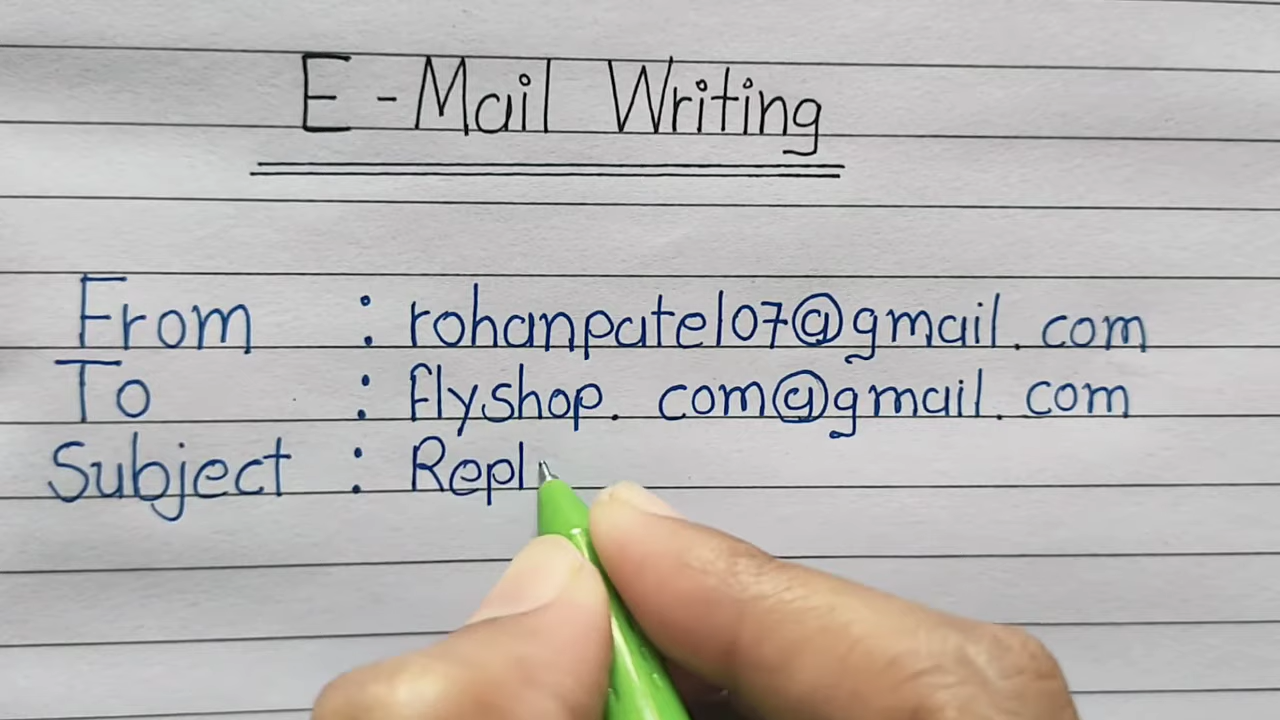 E-Mail Writing
From : rohanpatel07@gmail.com
To : flyshop. com@gmail.com
Subject : Repl